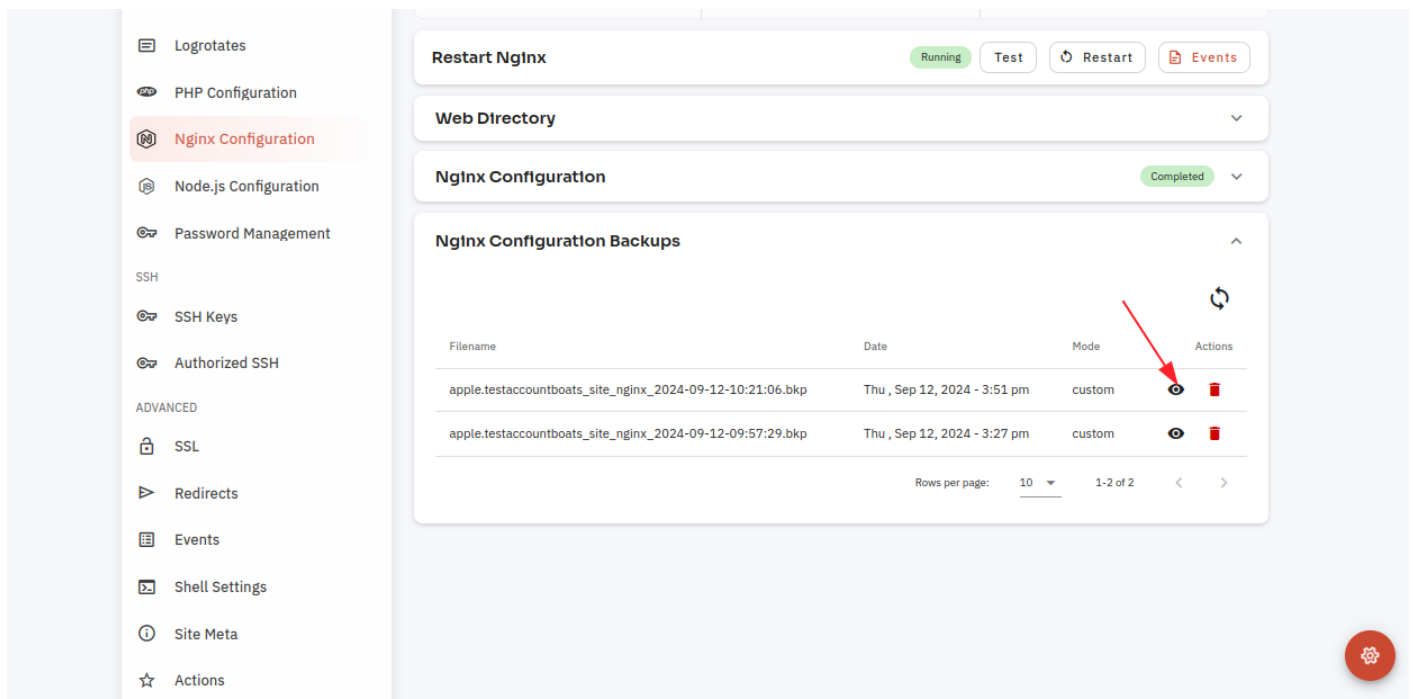 Logrotates
PHP Configuration
Nginx Configuration
Node.js Configuration
Password Management
SSH
SSH Keys
Authorized SSH
ADVANCED
SSL
Redirects
Events
Shell Settings
Site Meta
Actions
Restart Nginx Running Test Restart Events
Web Directory
Nginx Configuration Completed
Nginx Configuration Backups
Filename Date Mode Actions
apple.testaccountboats_site_nginx_2024-09-12-10:21:06.bkp Thu , Sep 12, 2024 - 3:51 pm custom
apple.testaccountboats_site_nginx_2024-09-12-09:57:29.bkp Thu , Sep 12, 2024 - 3:27 pm custom
Rows per page: 10 1-2 of 2